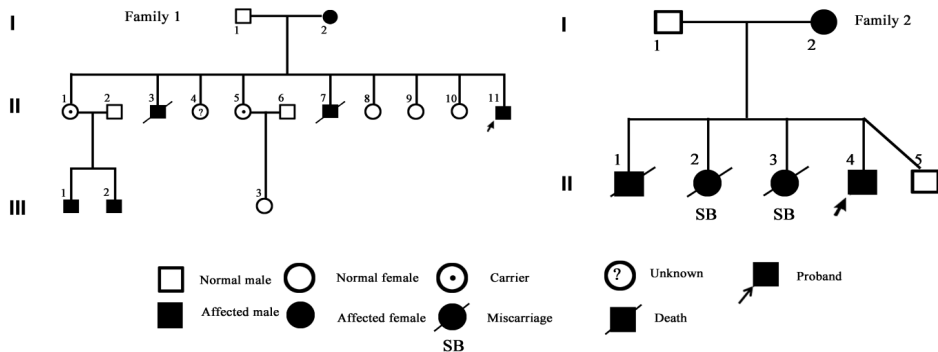 Family 1
I
1
2
II
1
2
3
4
?
5
6
7
8
9
10
11
III
1
2
3
Family 2
I
1
2
II
1
2
3
4
5
SB
SB
Normal male
Normal female
Carrier
? Unknown
Proband
Affected male
Affected female
Miscarriage
Death
SB